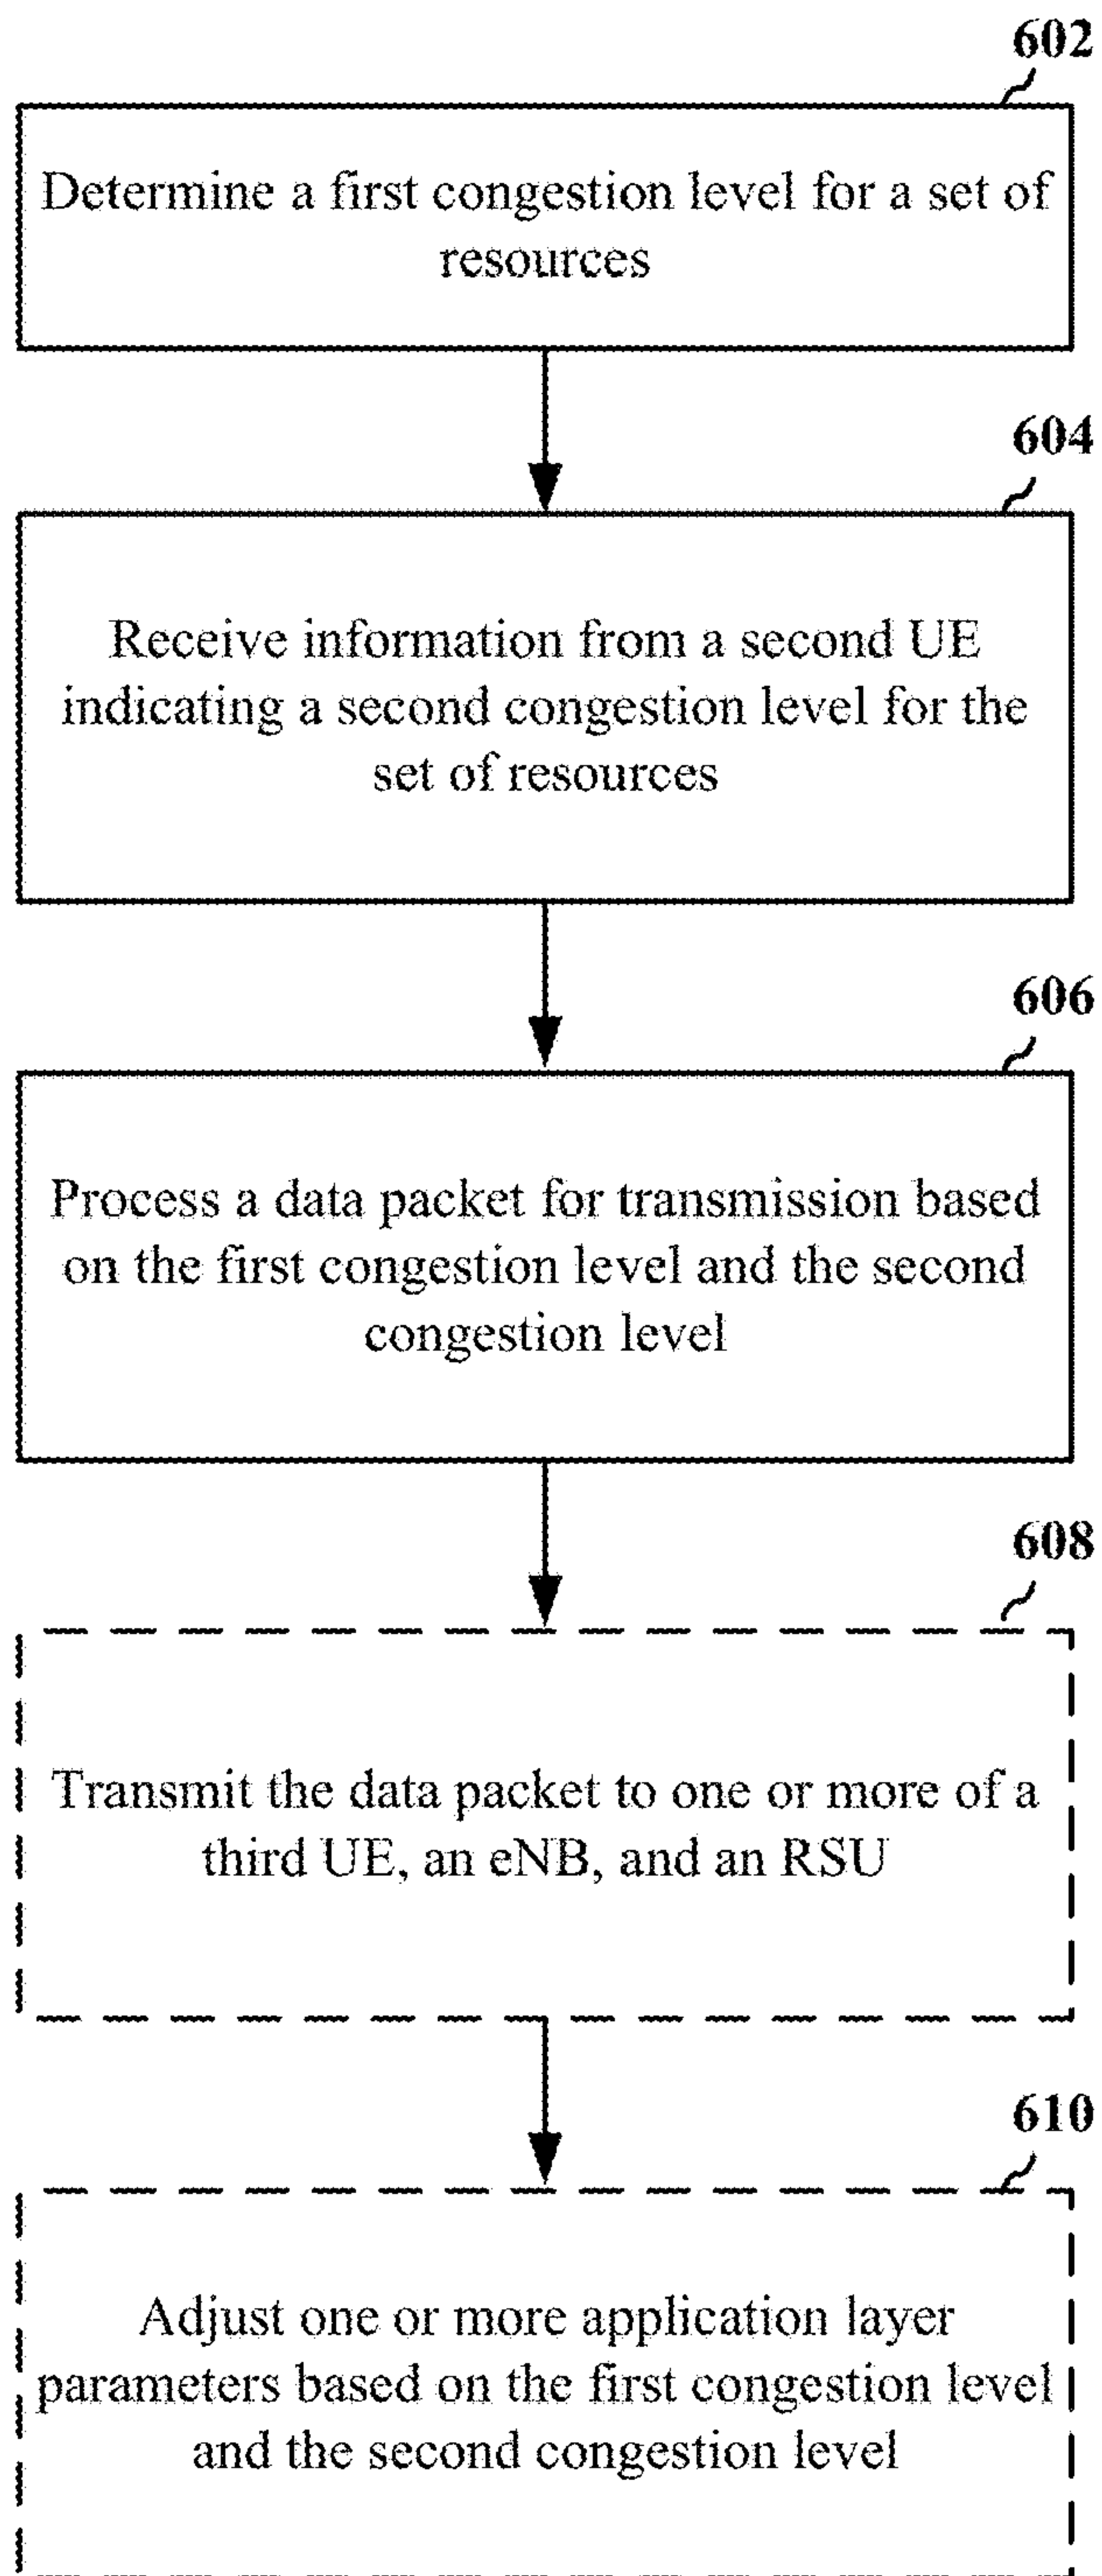 602
Determine a first congestion level for a set of
resources
604
Receive information from a second UE
indicating a second congestion level for the
set of resources
606
Process a data packet for transmission based
on the first congestion level and the second
congestion level
608
Transmit the data packet to one or more of a
third UE, an eNB, and an RSU
610
Adjust one or more application layer
parameters based on the first congestion level
and the second congestion level